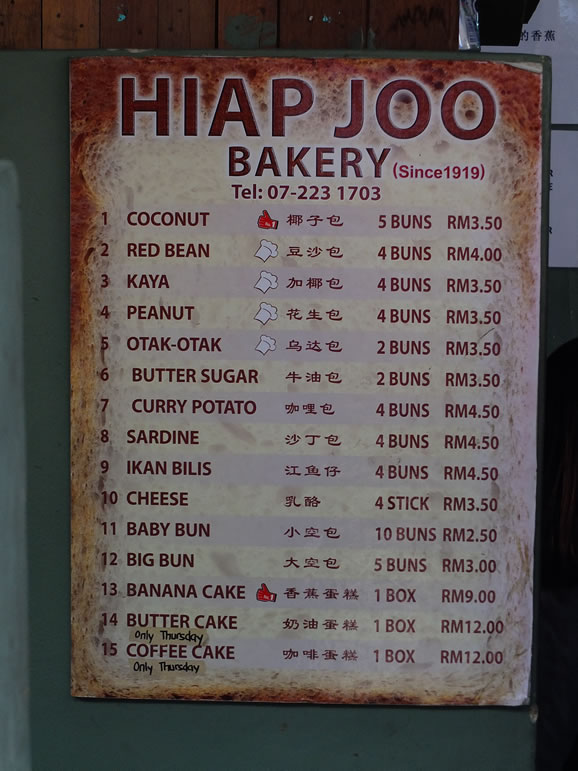 的香蕉
HIAP JOO
BAKERY (Since1919)
Tel: 07-223 1703
1 COCONUT 椰子包 5 BUNS RM3.50
2 RED BEAN 豆沙包 4 BUNS RM4.00
3 KAYA 加椰包 4 BUNS RM3.50
4 PEANUT 花生包 4 BUNS RM3.50
5 OTAK-OTAK 乌达包 2 BUNS RM3.50
6 BUTTER SUGAR 牛油包 2 BUNS RM3.50
7 CURRY POTATO 咖哩包 4 BUNS RM4.50
8 SARDINE 沙丁包 4 BUNS RM4.50
9 IKAN BILIS 江鱼仔 4 BUNS RM4.50
10 CHEESE 乳酪 4 STICK RM3.50
11 BABY BUN 小空包 10 BUNS RM2.50
12 BIG BUN 大空包 5 BUNS RM3.00
13 BANANA CAKE 香蕉蛋糕 1 BOX RM9.00
14 BUTTER CAKE 奶油蛋糕 1 BOX RM12.00
only Thursday
15 COFFEE CAKE 咖啡蛋糕 1 BOX RM12.00
only Thursday